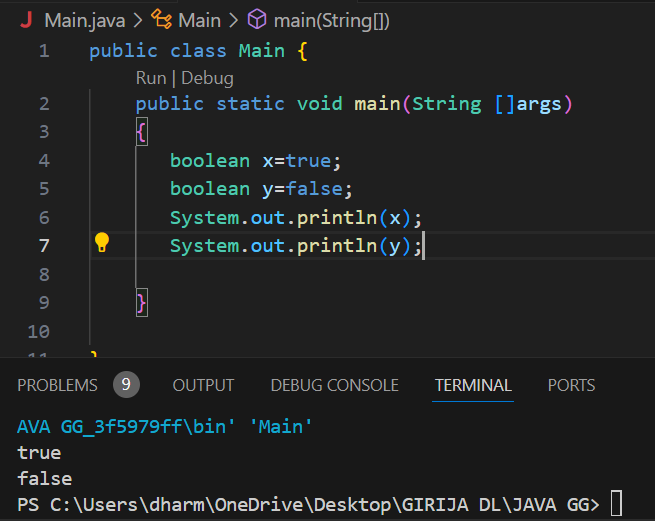 J Main.java > Main > main(String[])
1 public class Main {
Run | Debug
2 public static void main(String []args)
3 {
4 boolean x=true;
5 boolean y=false;
6 System.out.println(x);
7 System.out.println(y);
8
9 }
10
11 }
PROBLEMS 9 OUTPUT DEBUG CONSOLE TERMINAL PORTS
AVA GG_3f5979ff\bin' 'Main'
true
false
PS C:\Users\dharm\OneDrive\Desktop\GIRIJA DL\JAVA GG>